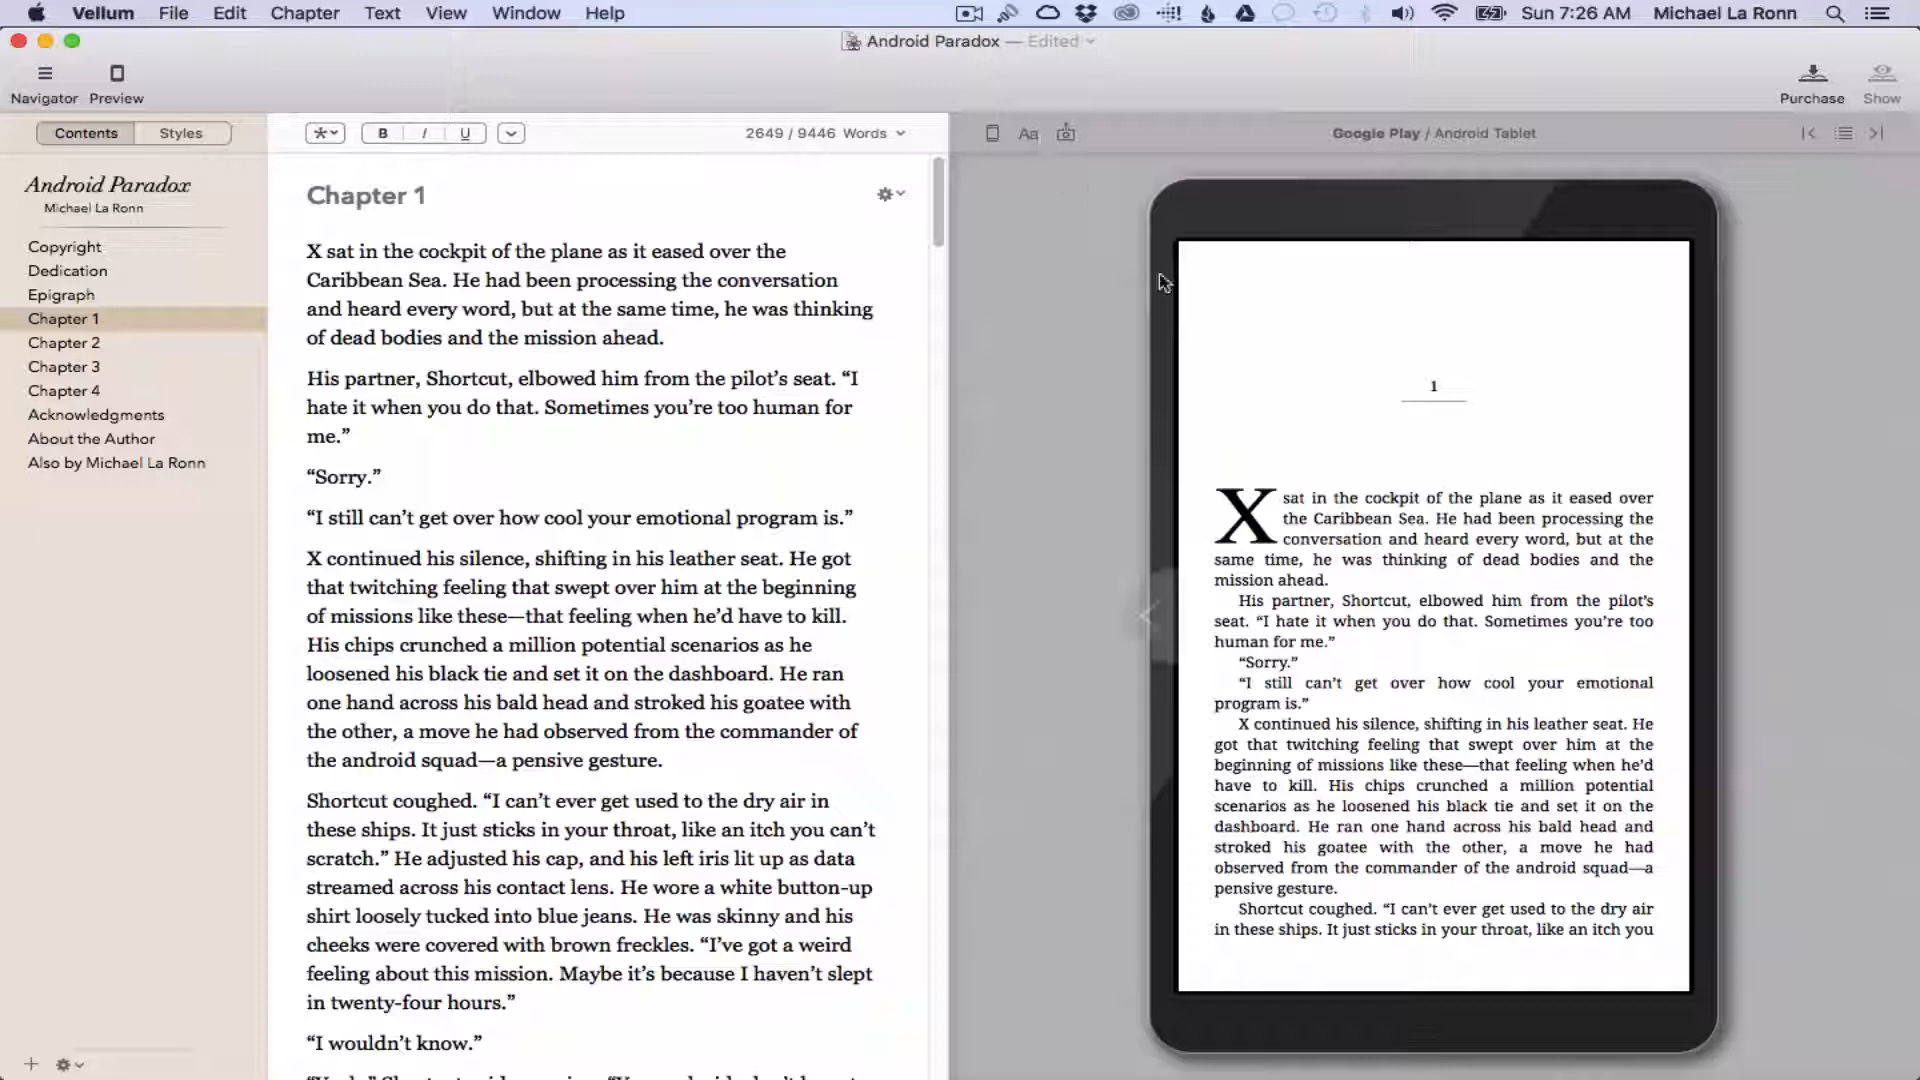 Vellum File Edit Chapter Text View Window Help Sun 7:26 AM Michael La Ronn
Android Paradox — Edited
Navigator Preview Purchase Show
Contents Styles
B I U 2649 / 9446 Words
Aa Google Play / Android Tablet
Android Paradox
Michael La Ronn
Copyright
Dedication
Epigraph
Chapter 1
Chapter 2
Chapter 3
Chapter 4
Acknowledgments
About the Author
Also by Michael La Ronn
Chapter 1
X sat in the cockpit of the plane as it eased over the
Caribbean Sea. He had been processing the conversation
and heard every word, but at the same time, he was thinking
of dead bodies and the mission ahead.
His partner, Shortcut, elbowed him from the pilot’s seat. “I
hate it when you do that. Sometimes you’re too human for
me.”
“Sorry.”
“I still can’t get over how cool your emotional program is.”
X continued his silence, shifting in his leather seat. He got
that twitching feeling that swept over him at the beginning
of missions like these—that feeling when he’d have to kill.
His chips crunched a million potential scenarios as he
loosened his black tie and set it on the dashboard. He ran
one hand across his bald head and stroked his goatee with
the other, a move he had observed from the commander of
the android squad—a pensive gesture.
Shortcut coughed. “I can’t ever get used to the dry air in
these ships. It just sticks in your throat, like an itch you can’t
scratch.” He adjusted his cap, and his left iris lit up as data
streamed across his contact lens. He wore a white button-up
shirt loosely tucked into blue jeans. He was skinny and his
cheeks were covered with brown freckles. “I’ve got a weird
feeling about this mission. Maybe it’s because I haven’t slept
in twenty-four hours.”
“I wouldn’t know.”
1
X sat in the cockpit of the plane as it eased over
the Caribbean Sea. He had been processing the
conversation and heard every word, but at the
same time, he was thinking of dead bodies and the
mission ahead.
His partner, Shortcut, elbowed him from the pilot’s
seat. “I hate it when you do that. Sometimes you’re too
human for me.”
“Sorry.”
“I still can’t get over how cool your emotional
program is.”
X continued his silence, shifting in his leather seat. He
got that twitching feeling that swept over him at the
beginning of missions like these—that feeling when he’d
have to kill. His chips crunched a million potential
scenarios as he loosened his black tie and set it on the
dashboard. He ran one hand across his bald head and
stroked his goatee with the other, a move he had
observed from the commander of the android squad—a
pensive gesture.
Shortcut coughed. “I can’t ever get used to the dry air
in these ships. It just sticks in your throat, like an itch you